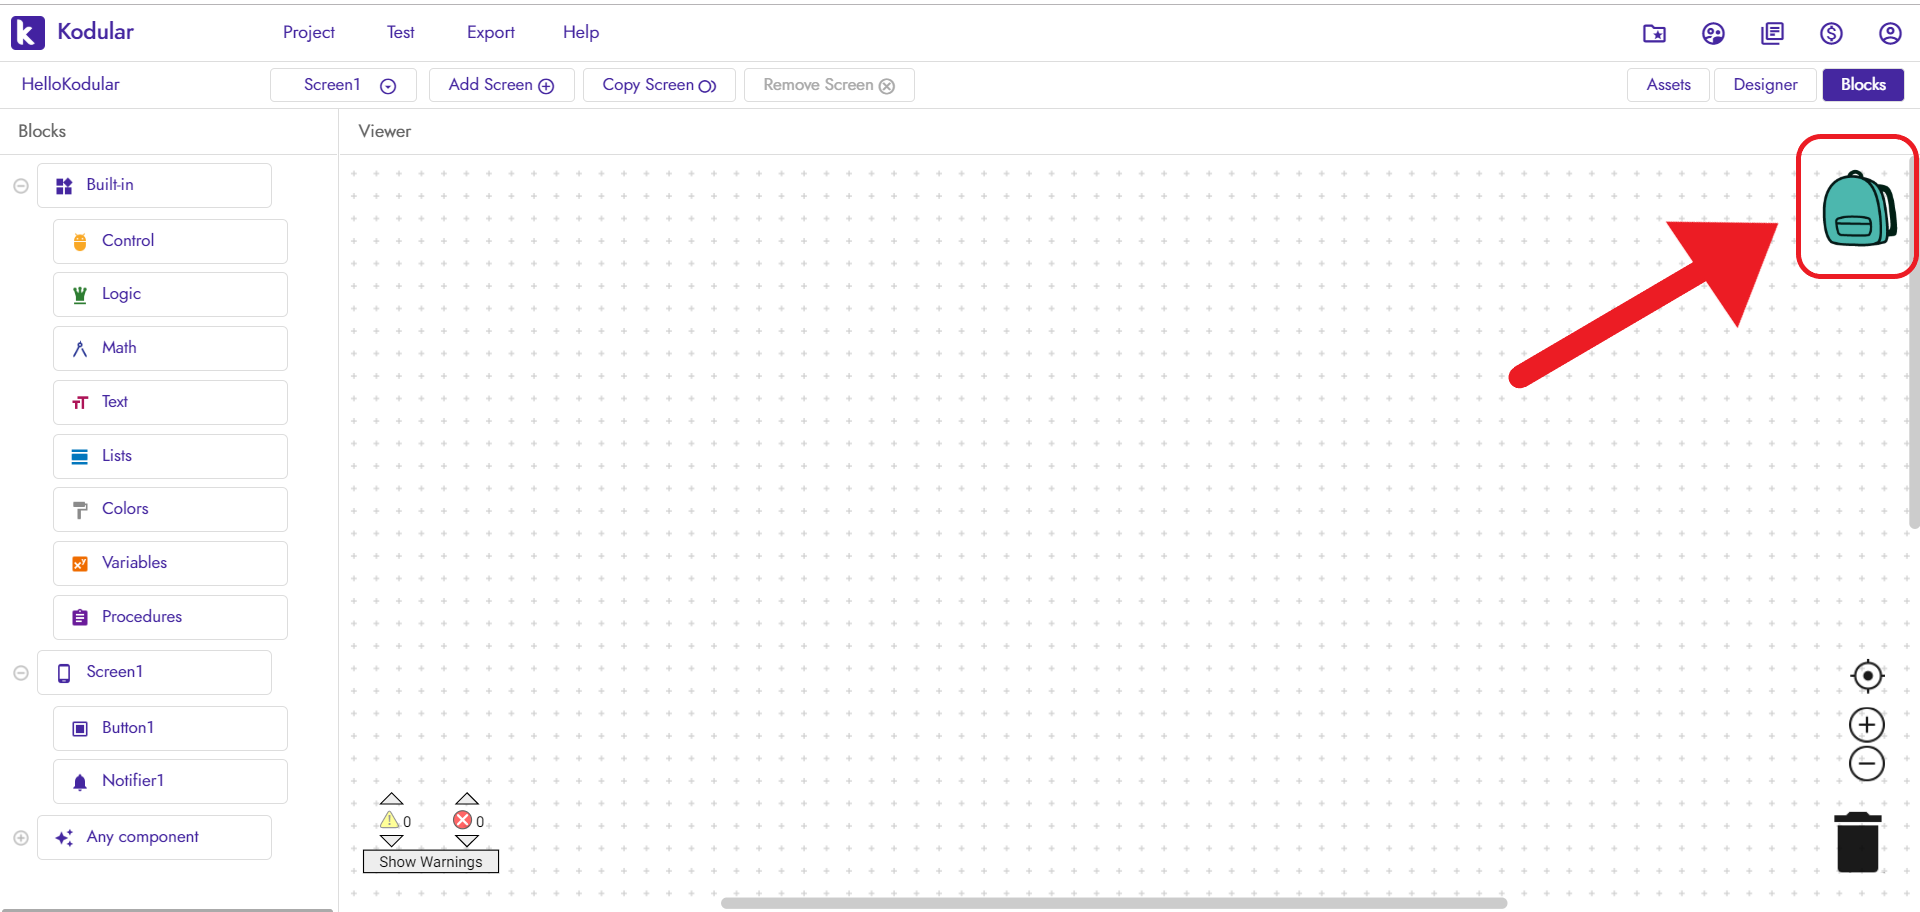 Kodular Project Test Export Help
HelloKodular Screen1 Add Screen Copy Screen Remove Screen Assets Designer Blocks
Blocks Viewer
Built-in
Control
Logic
Math
Text
Lists
Colors
Variables
Procedures
Screen1
Button1
Notifier1
Any component
0 0
Show Warnings